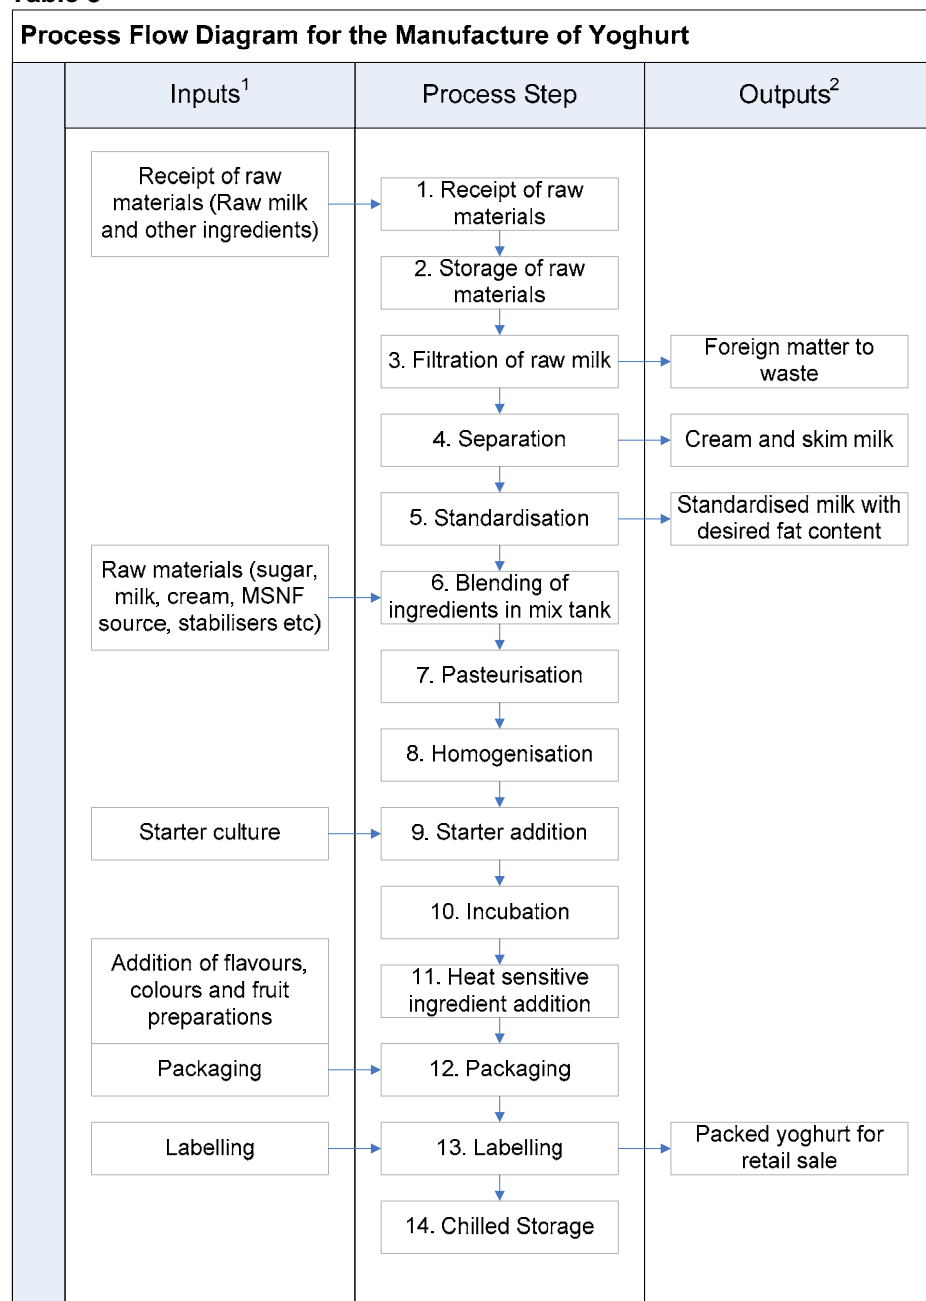 Process Flow Diagram for the Manufacture of Yoghurt
Inputs1
Process Step
Outputs2
Receipt of raw
materials (Raw milk
and other ingredients)
1. Receipt of raw
materials
2. Storage of raw
materials
3. Filtration of raw milk
Foreign matter to
waste
4. Separation
Cream and skim milk
5. Standardisation
Standardised milk with
desired fat content
Raw materials (sugar,
milk, cream, MSNF
source, stabilisers etc)
6. Blending of
ingredients in mix tank
7. Pasteurisation
8. Homogenisation
Starter culture
9. Starter addition
10. Incubation
Addition of flavours,
colours and fruit
preparations
11. Heat sensitive
ingredient addition
Packaging
12. Packaging
Labelling
13. Labelling
Packed yoghurt for
retail sale
14. Chilled Storage